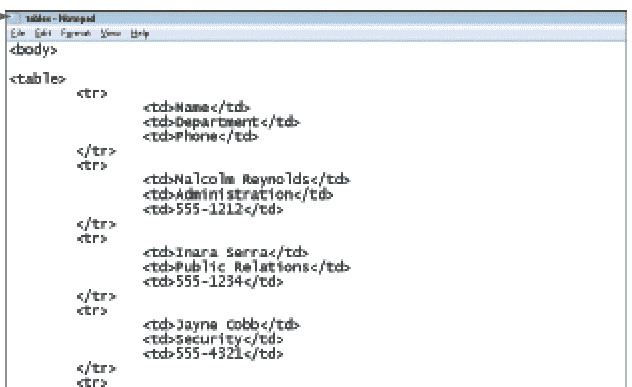 tables - Notepad
File Edit Format View Help
<body>
<table>
<tr>
<td>Name</td>
<td>Department</td>
<td>Phone</td>
</tr>
<tr>
<td>Malcolm Reynolds</td>
<td>Administration</td>
<td>555-1212</td>
</tr>
<tr>
<td>Inara Serra</td>
<td>Public Relations</td>
<td>555-1234</td>
</tr>
<tr>
<td>Jayne Cobb</td>
<td>Security</td>
<td>555-4321</td>
</tr>
<tr>